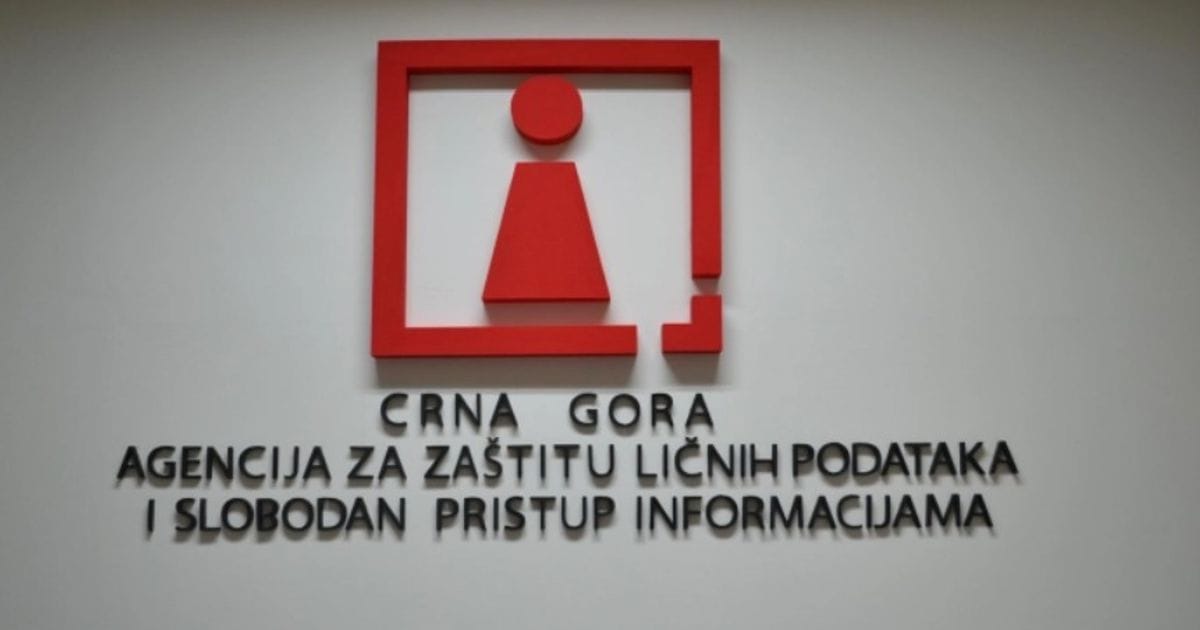 CRNA GORA
AGENCIJA ZA ZAŠTITU LIČNIH PODATAKA
I SLOBODAN PRISTUP INFORMACIJAMA